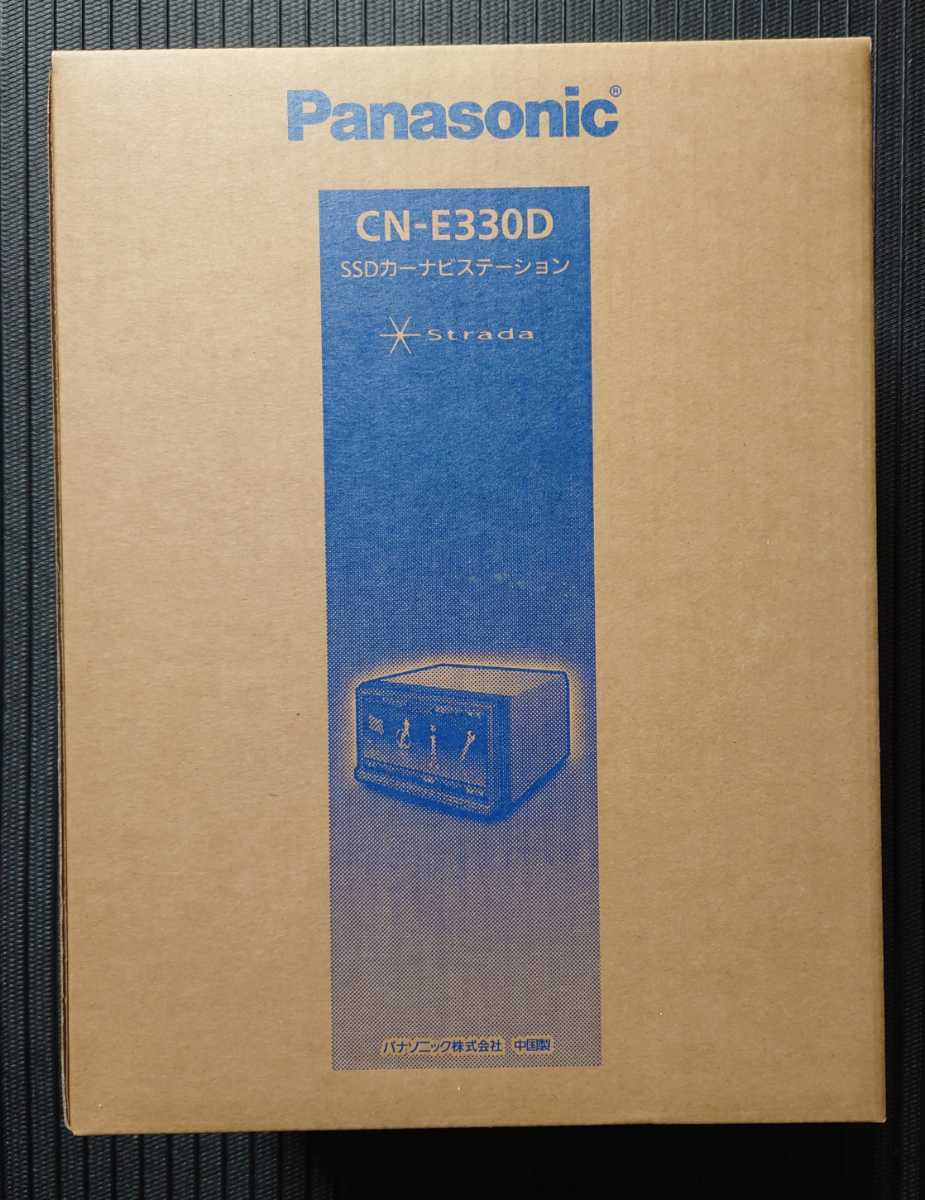 Panasonic®
CN-E330D
SSDカーナビステーション
Strada
パナソニック株式会社 中国製